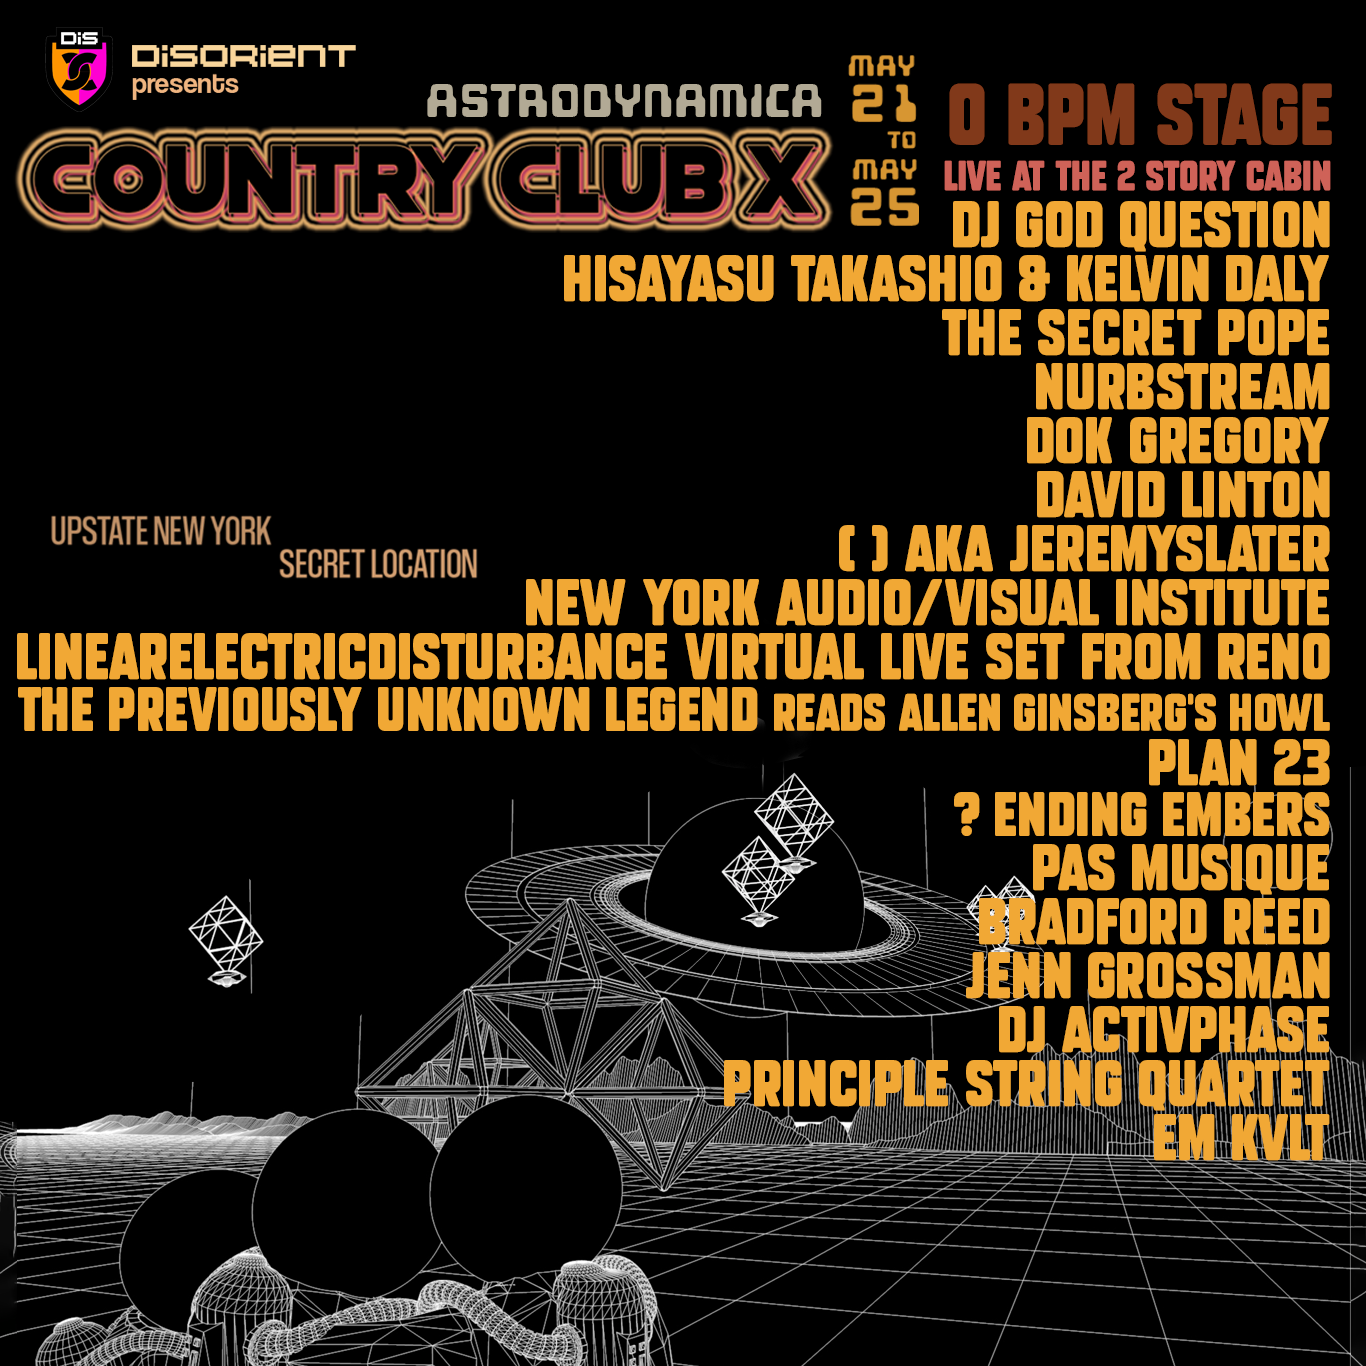 DiS
DiSORiENT
presents
ASTRODYNAMICA
COUNTRY CLUB X
MAY
21
TO
MAY
25
0 BPM STAGE
LIVE AT THE 2 STORY CABIN
DJ GOD QUESTION
HISAYASU TAKASHIO & KELVIN DALY
THE SECRET POPE
NURBSTREAM
DOK GREGORY
DAVID LINTON
( ) AKA JEREMYSLATER
NEW YORK AUDIO/VISUAL INSTITUTE
LINEARELECTRICDISTURBANCE VIRTUAL LIVE SET FROM RENO
THE PREVIOUSLY UNKNOWN LEGEND READS ALLEN GINSBERG'S HOWL
PLAN 23
? ENDING EMBERS
PAS MUSIQUE
BRADFORD REED
JENN GROSSMAN
DJ ACTIVPHASE
PRINCIPLE STRING QUARTET
EM KVLT
UPSTATE NEW YORK
SECRET LOCATION